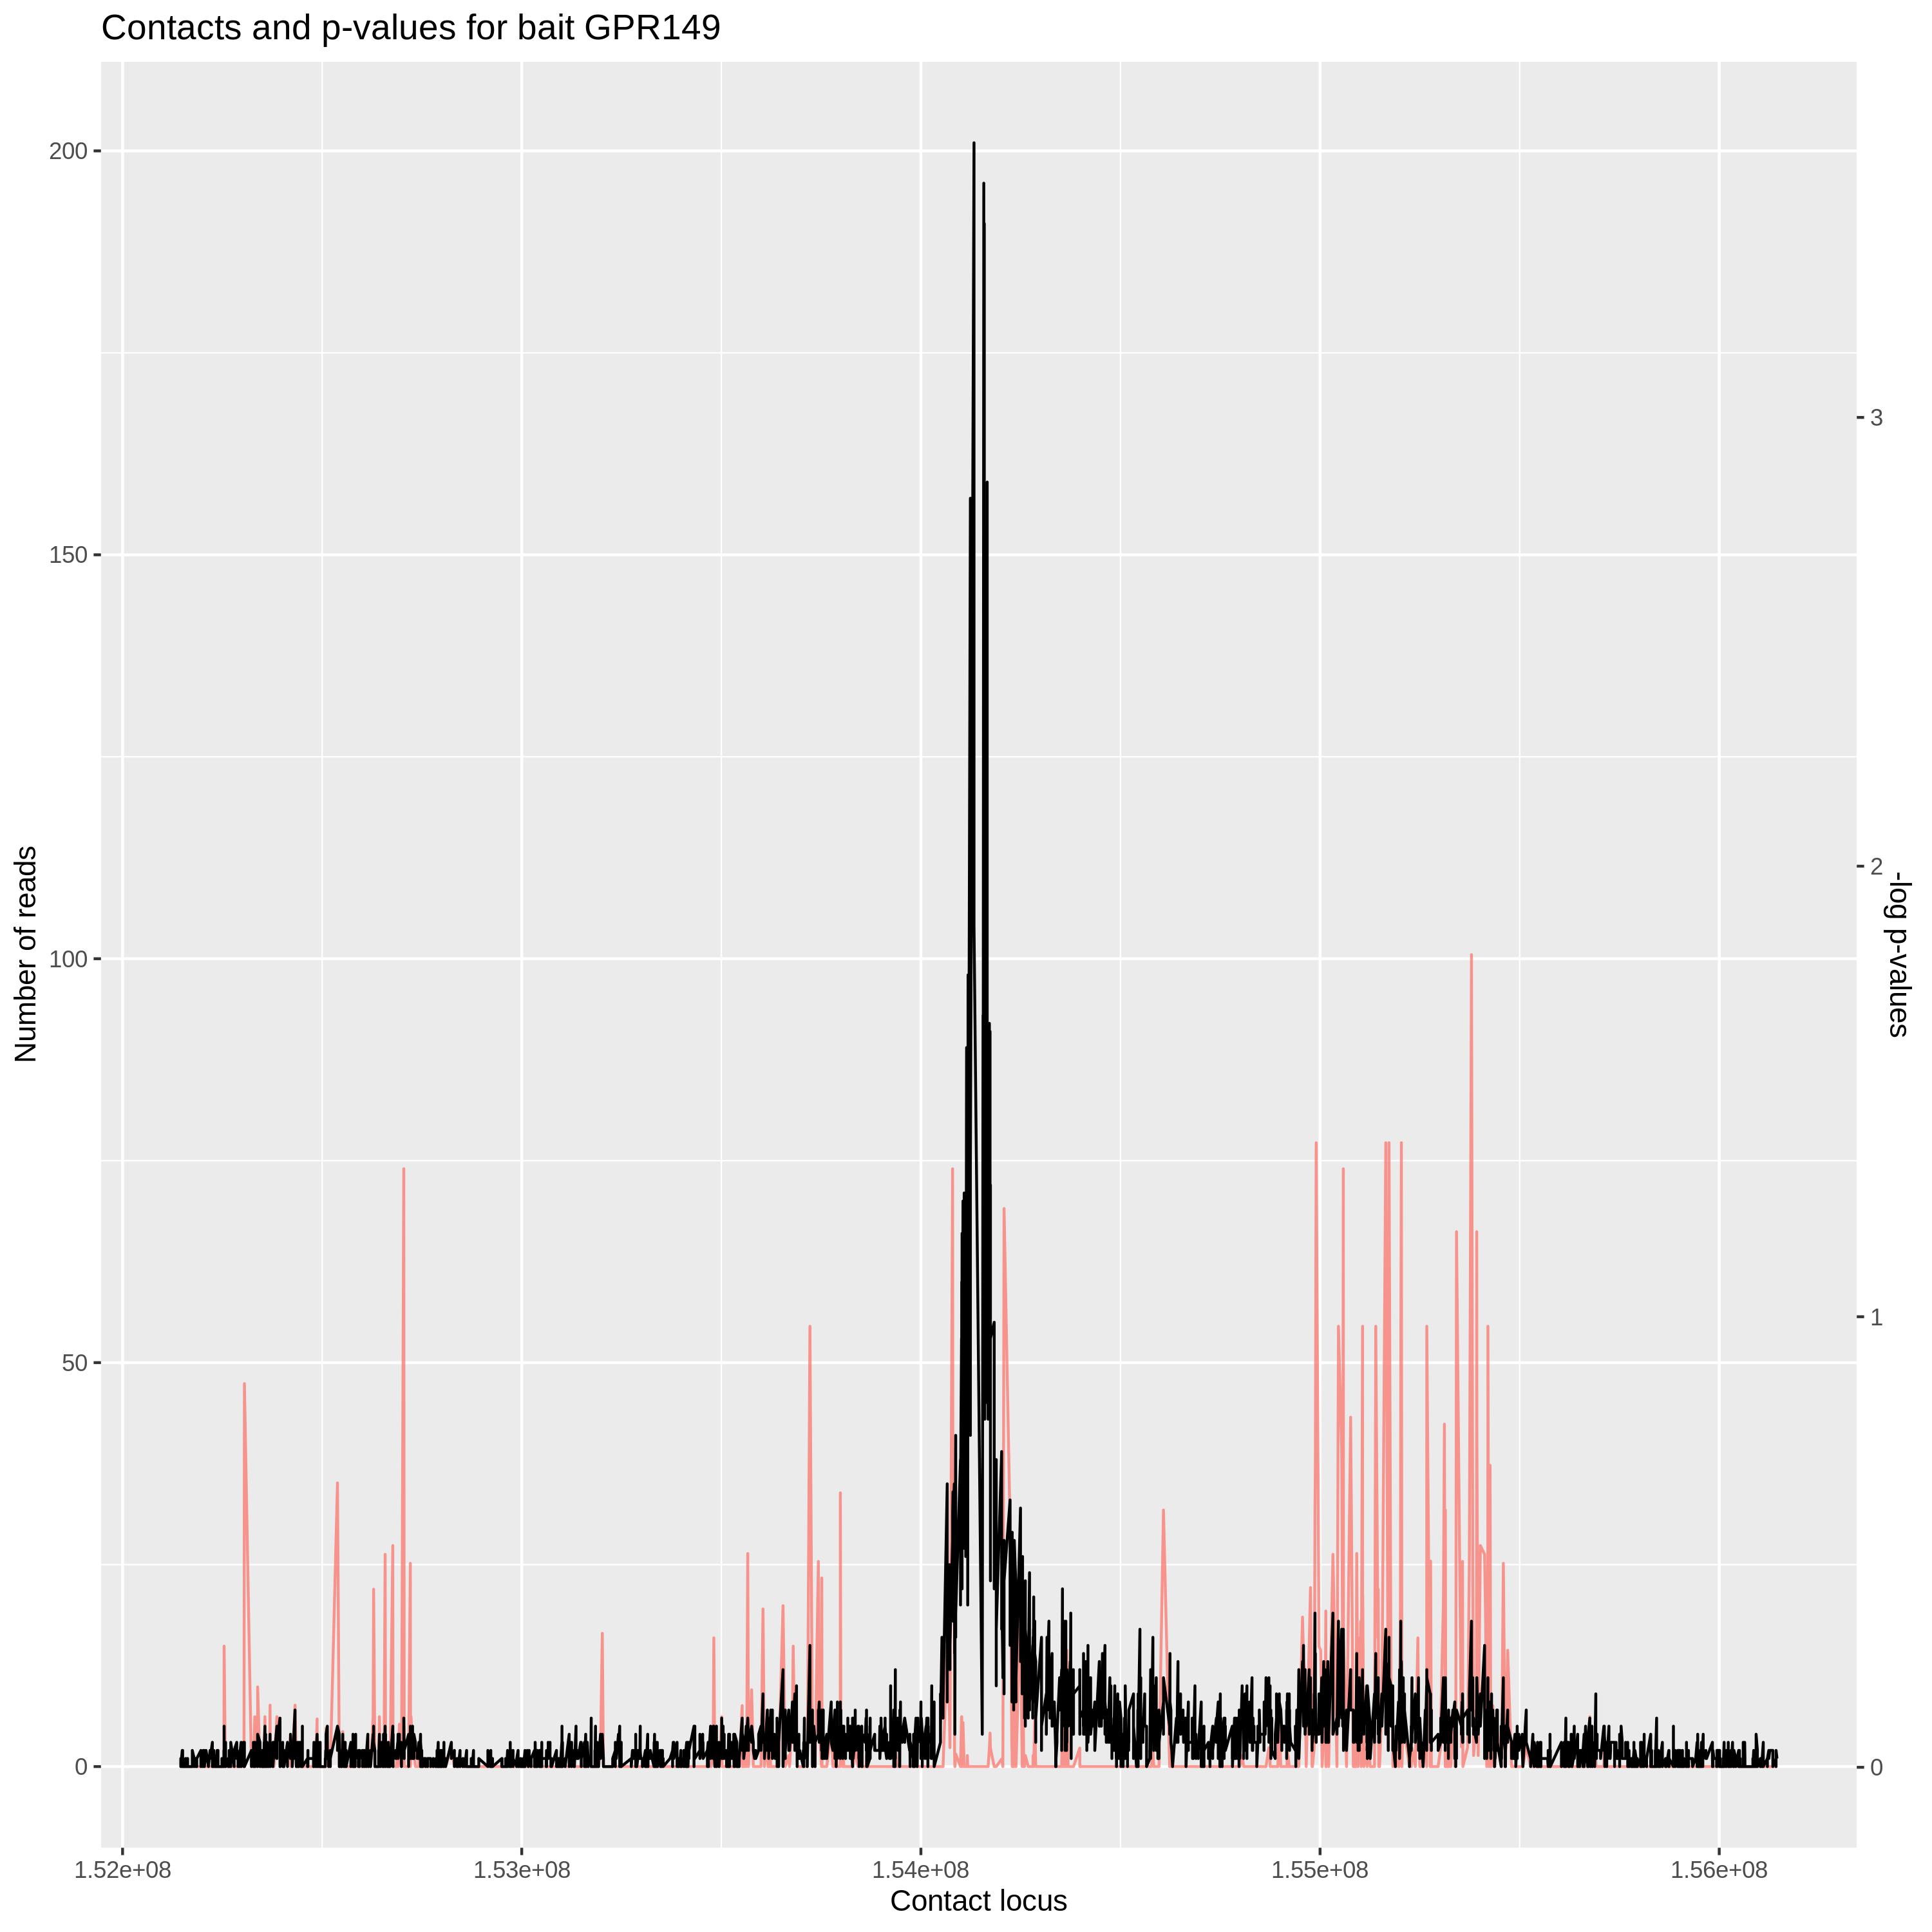 Contacts and p-values for bait GPR149
200
150
100
50
0
Number of reads
3
2
1
0
-log p-values
1.52e+08 1.53e+08 1.54e+08 1.55e+08 1.56e+08
Contact locus